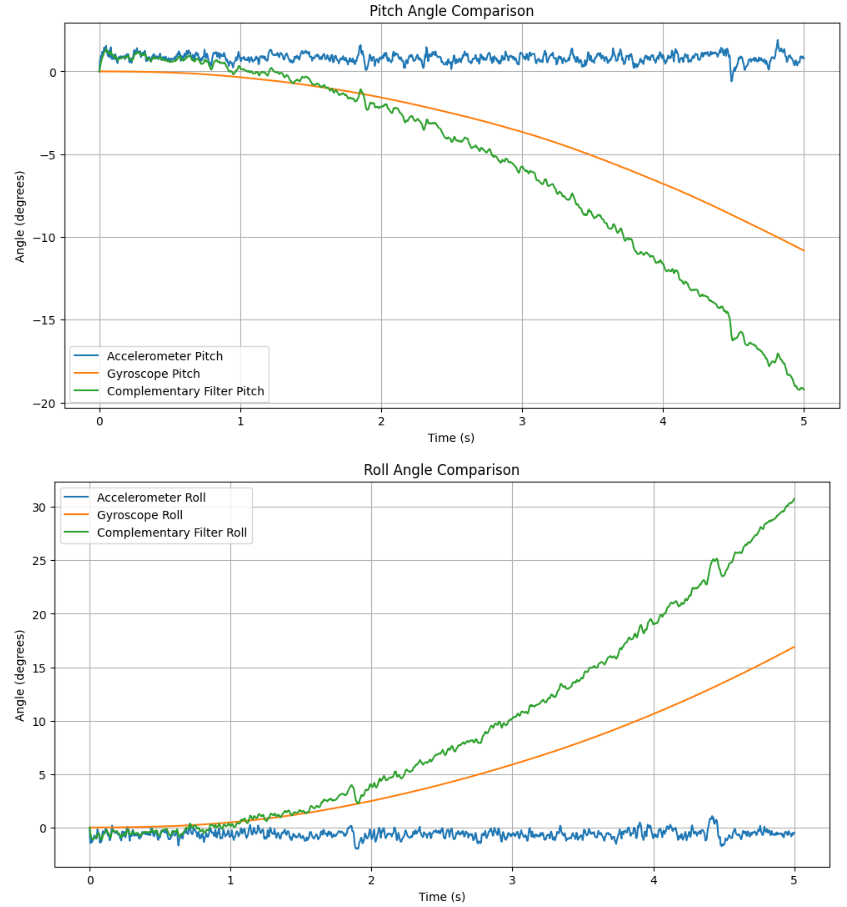 Pitch Angle Comparison
0
−5
−10
−15
−20
Angle (degrees)
Accelerometer Pitch
Gyroscope Pitch
Complementary Filter Pitch
0 1 2 3 4 5
Time (s)
Roll Angle Comparison
30
25
20
15
10
5
0
Angle (degrees)
Accelerometer Roll
Gyroscope Roll
Complementary Filter Roll
0 1 2 3 4 5
Time (s)